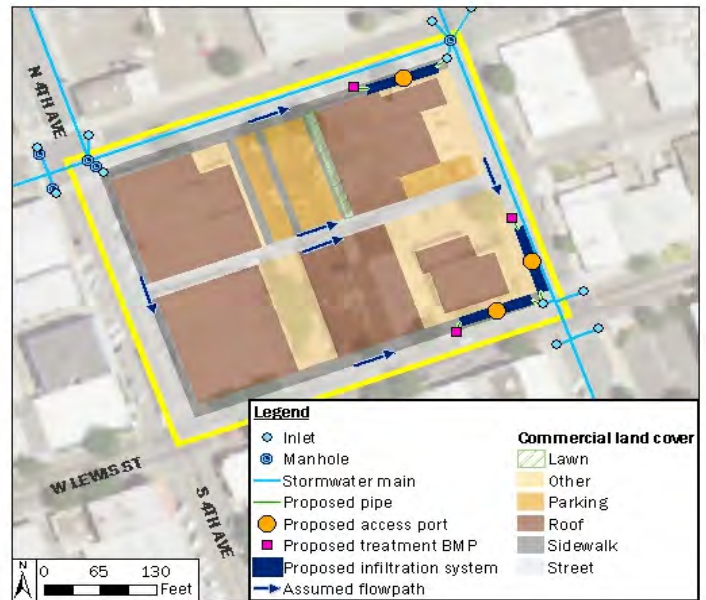 N 4TH AVE
W LEWIS ST
S 4TH AVE
N
0 65 130
Feet
Legend
Inlet
Manhole
Stormwater main
Proposed pipe
Proposed access port
Proposed treatment BMP
Proposed infiltration system
Assumed flowpath
Commercial land cover
Lawn
Other
Parking
Roof
Sidewalk
Street